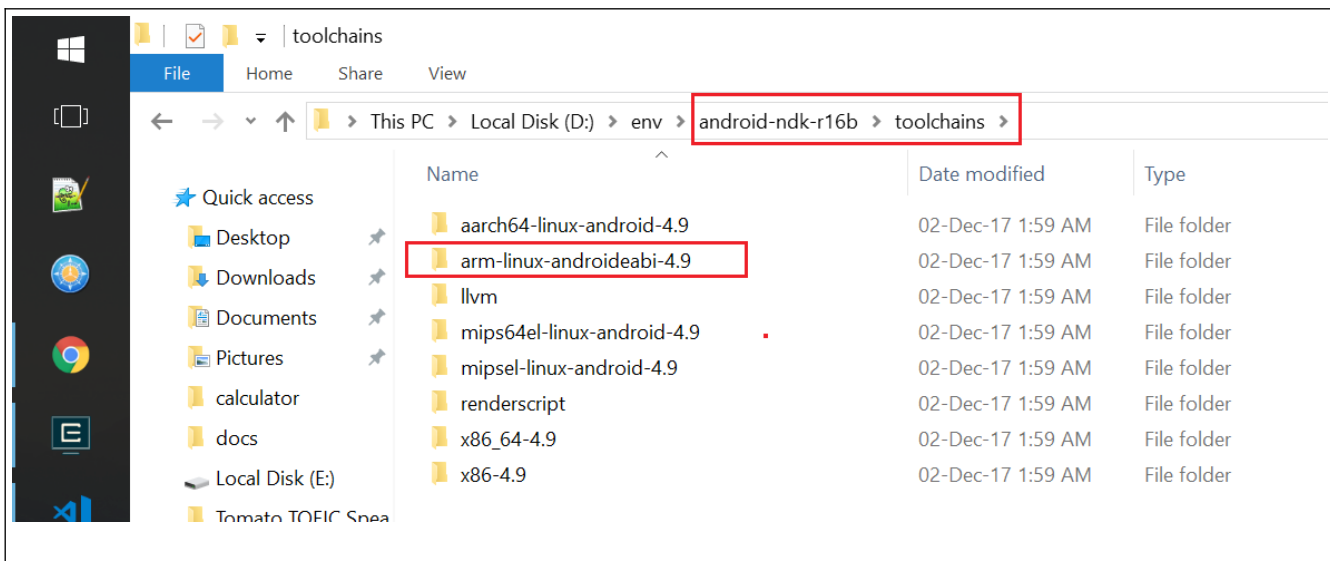 toolchains
File Home Share View
This PC > Local Disk (D:) > env > android-ndk-r16b > toolchains >
Name Date modified Type
Quick access
Desktop
Downloads
Documents
Pictures
calculator
docs
Local Disk (E:)
Tomato TOEIC Spea
aarch64-linux-android-4.9 02-Dec-17 1:59 AM File folder
arm-linux-androideabi-4.9 02-Dec-17 1:59 AM File folder
llvm 02-Dec-17 1:59 AM File folder
mips64el-linux-android-4.9 02-Dec-17 1:59 AM File folder
mipsel-linux-android-4.9 02-Dec-17 1:59 AM File folder
renderscript 02-Dec-17 1:59 AM File folder
x86_64-4.9 02-Dec-17 1:59 AM File folder
x86-4.9 02-Dec-17 1:59 AM File folder